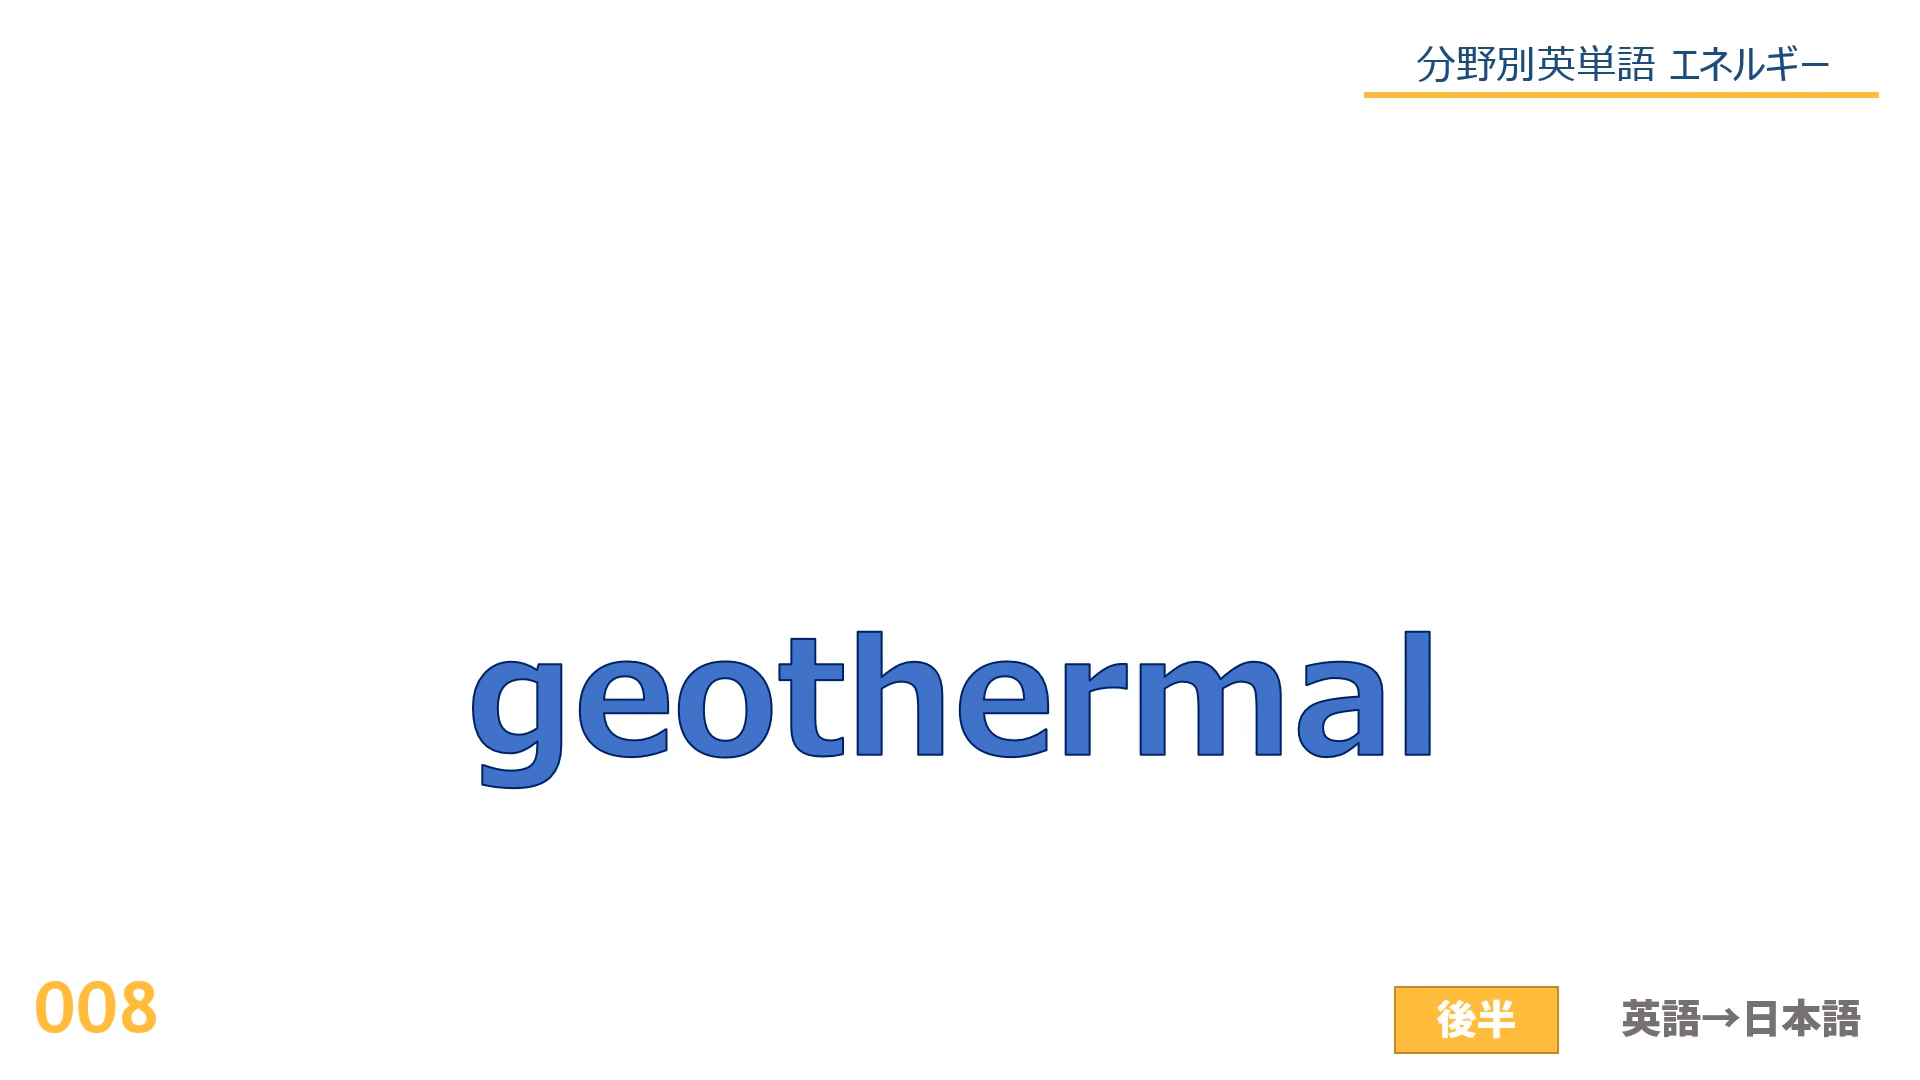 分野別英単語 エネルギー
geothermal
008
後半
英語→日本語